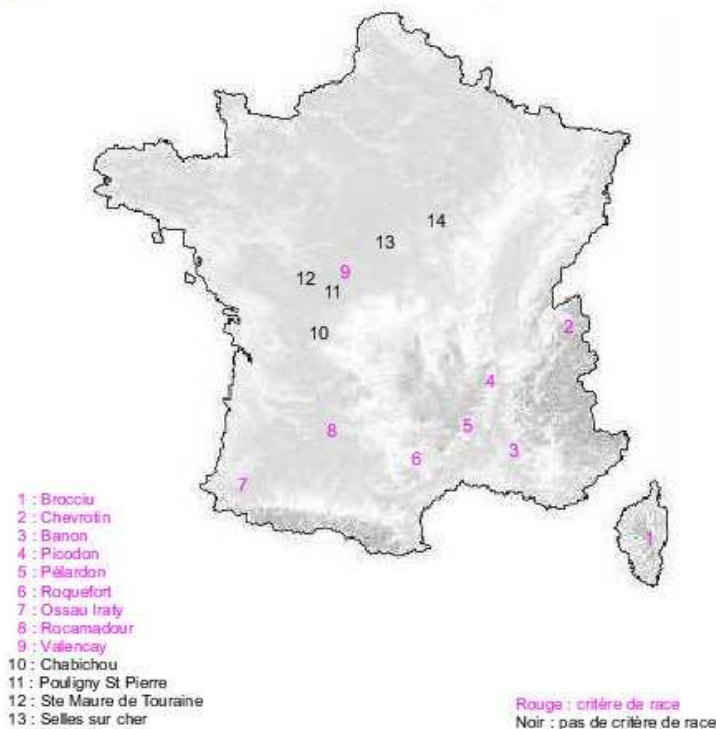 14
13
9
12
11
10
2
4
5
8
3
6
7
1
1 : Brocciu
2 : Chevrotin
3 : Banon
4 : Picodon
5 : Pélardon
6 : Roquefort
7 : Ossau Iraty
8 : Rocamadour
9 : Valencay
10 : Chabichou
11 : Pouligny St Pierre
12 : Ste Maure de Touraine
13 : Selles sur cher
Rouge : critère de race
Noir : pas de critère de race